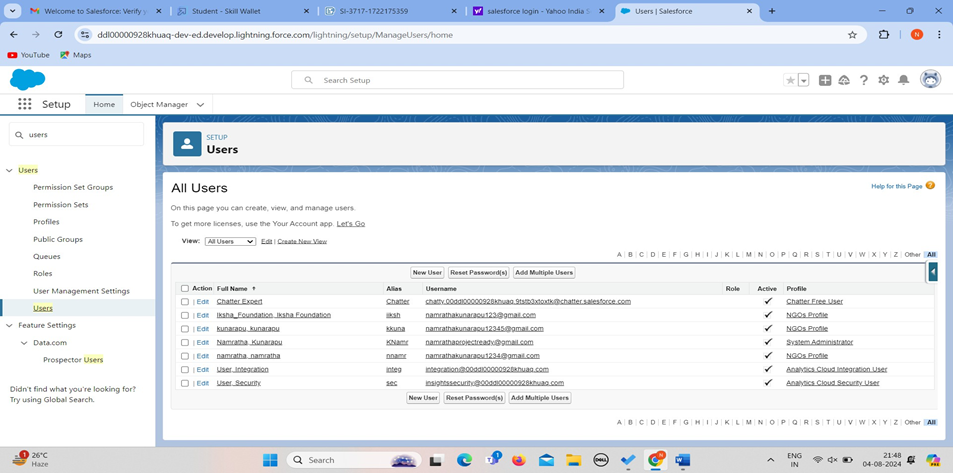 Welcome to Salesforce: Verify y
Student - Skill Wallet
SI-3717-1722175359
salesforce login - Yahoo India S
Users | Salesforce
ddl00000928khuaq-dev-ed.develop.lightning.force.com/lightning/setup/ManageUsers/home
N
YouTube
Maps
Search Setup
Setup
Home
Object Manager
users
SETUP
Users
Users
Permission Set Groups
Permission Sets
Profiles
Public Groups
Queues
Roles
User Management Settings
Users
Feature Settings
Data.com
Prospector Users
Didn't find what you're looking for?
Try using Global Search.
All Users
Help for this Page
On this page you can create, view, and manage users.
To get more licenses, use the Your Account app. Let's Go
View: All Users Edit | Create New View
A B C D E F G H I J K L M N O P Q R S T U V W X Y Z Other All
New User Reset Password(s) Add Multiple Users
Action Full Name Alias Username Role Active Profile
Edit Chatter Expert Chatter chatty.00ddl00000928khuaq.9tstb3xtoxtk@chatter.salesforce.com Chatter Free User
Edit Iksha_Foundation, Iksha Foundation iiksh namrathakunarapu123@gmail.com NGOs Profile
Edit kunarapu, kunarapu kkuna namrathakunarapu12345@gmail.com NGOs Profile
Edit Namratha, Kunarapu KNamr namrathaprojectready@gmail.com System Administrator
Edit namratha, namratha nnamr namrathakunarapu1234@gmail.com NGOs Profile
Edit User, Integration integ integration@00ddl00000928khuaq.com Analytics Cloud Integration User
Edit User, Security sec insightssecurity@00ddl00000928khuaq.com Analytics Cloud Security User
New User Reset Password(s) Add Multiple Users
A B C D E F G H I J K L M N O P Q R S T U V W X Y Z Other All
26°C
Haze
Search
ENG
IN
21:48
04-08-2024